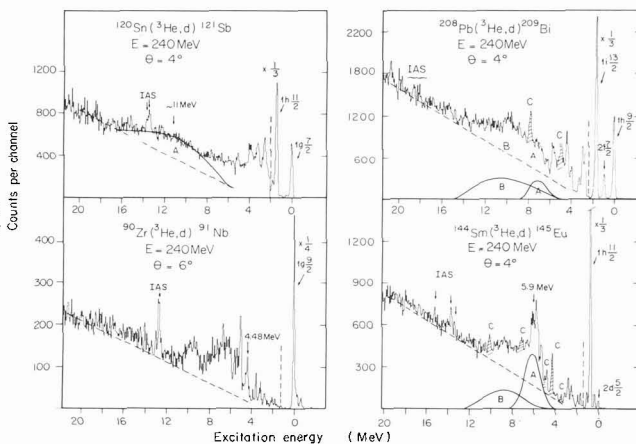 120Sn(3He,d)121Sb
E=240MeV
θ=4°
x 1/3
1h 11/2
1g 7/2
IAS
~11 MeV
A
1200
800
400
20 16 12 8 4 0
208Pb(3He,d)209Bi
E=240MeV
θ=4°
x 1/3
1i 13/2
1h 9/2
2f 7/2
IAS
C
C
B
A
B
A
1800
1200
600
20 16 12 8 4 0
Counts per channel
90Zr(3He,d)91Nb
E=240MeV
θ=6°
x 1/4
1g 9/2
IAS
4.48MeV
400
300
200
100
20 16 12 8 4 0
144Sm(3He,d)145Eu
E=240MeV
θ=4°
x 1/3
1h 11/2
2d 5/2
IAS
5.9 MeV
C
C
C
C
C
A
B
1200
900
600
300
20 16 12 8 4 0
Excitation energy (MeV)